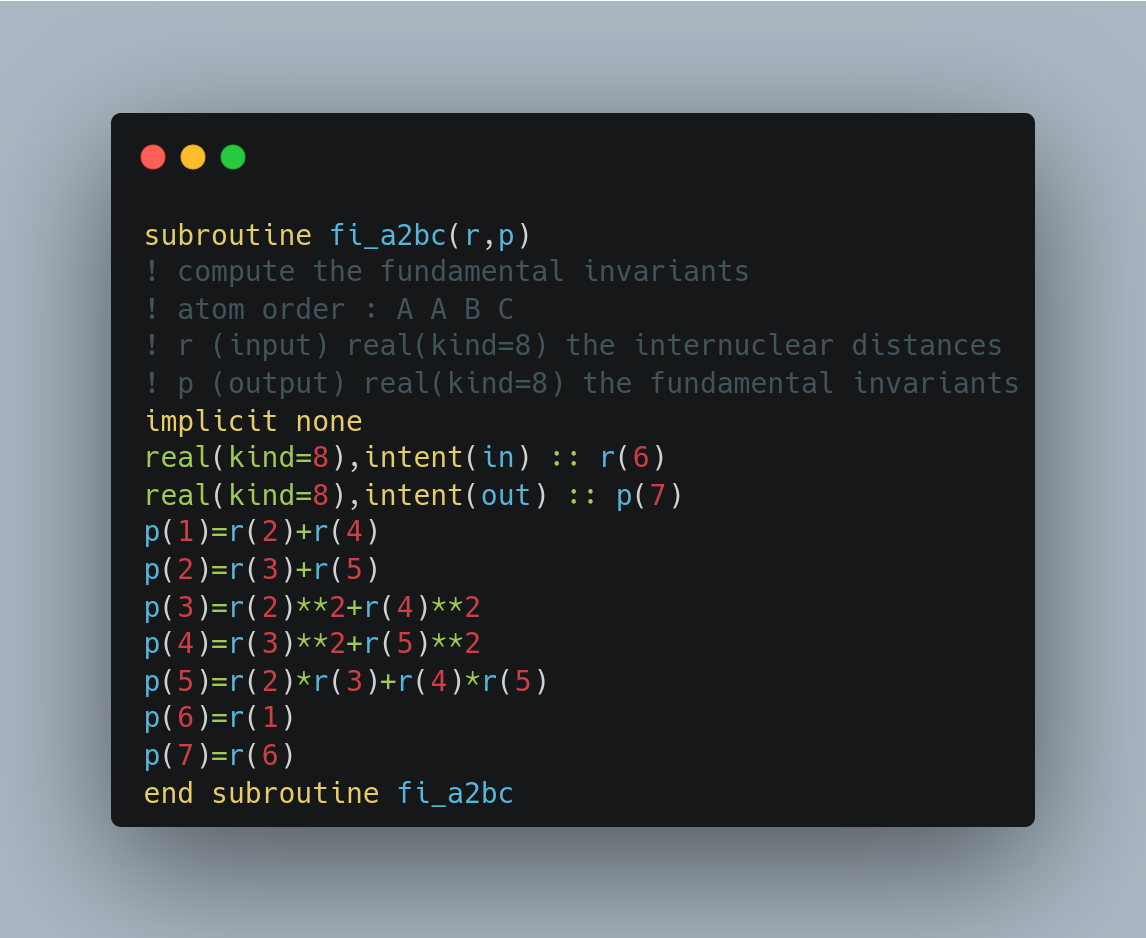 subroutine fi_a2bc(r,p)
! compute the fundamental invariants
! atom order : A A B C
! r (input) real(kind=8) the internuclear distances
! p (output) real(kind=8) the fundamental invariants
implicit none
real(kind=8),intent(in) :: r(6)
real(kind=8),intent(out) :: p(7)
p(1)=r(2)+r(4)
p(2)=r(3)+r(5)
p(3)=r(2)**2+r(4)**2
p(4)=r(3)**2+r(5)**2
p(5)=r(2)*r(3)+r(4)*r(5)
p(6)=r(1)
p(7)=r(6)
end subroutine fi_a2bc